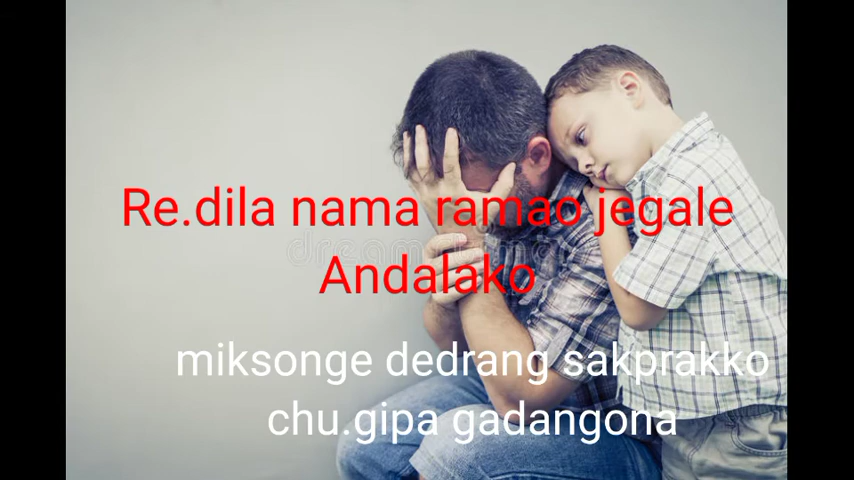 Re.dila nama ramao jegale
Andalako
miksonge dedrang sakprakko
chu.gipa gadangona